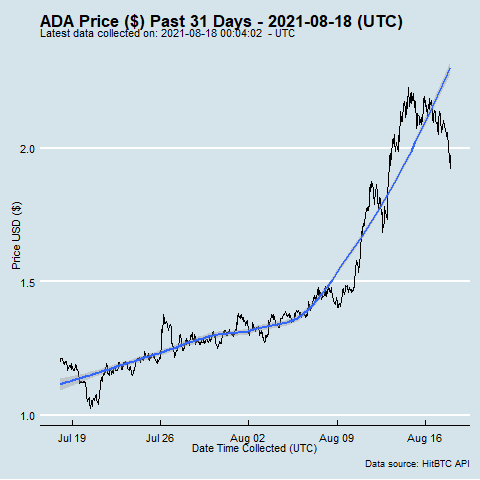 ADA Price ($) Past 31 Days - 2021-08-18 (UTC)
Latest data collected on: 2021-08-18 00:04:02  - UTC
2.0
1.5
1.0
Price USD ($)
Jul 19
Jul 26
Aug 02
Aug 09
Aug 16
Date Time Collected (UTC)
Data source: HitBTC API